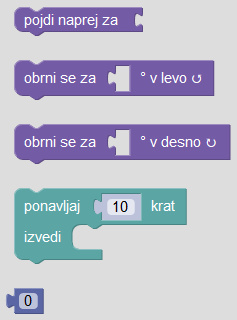 pojdi naprej za
obrni se za ° v levo ↺
obrni se za ° v desno ↻
ponavljaj 10 krat
izvedi
0